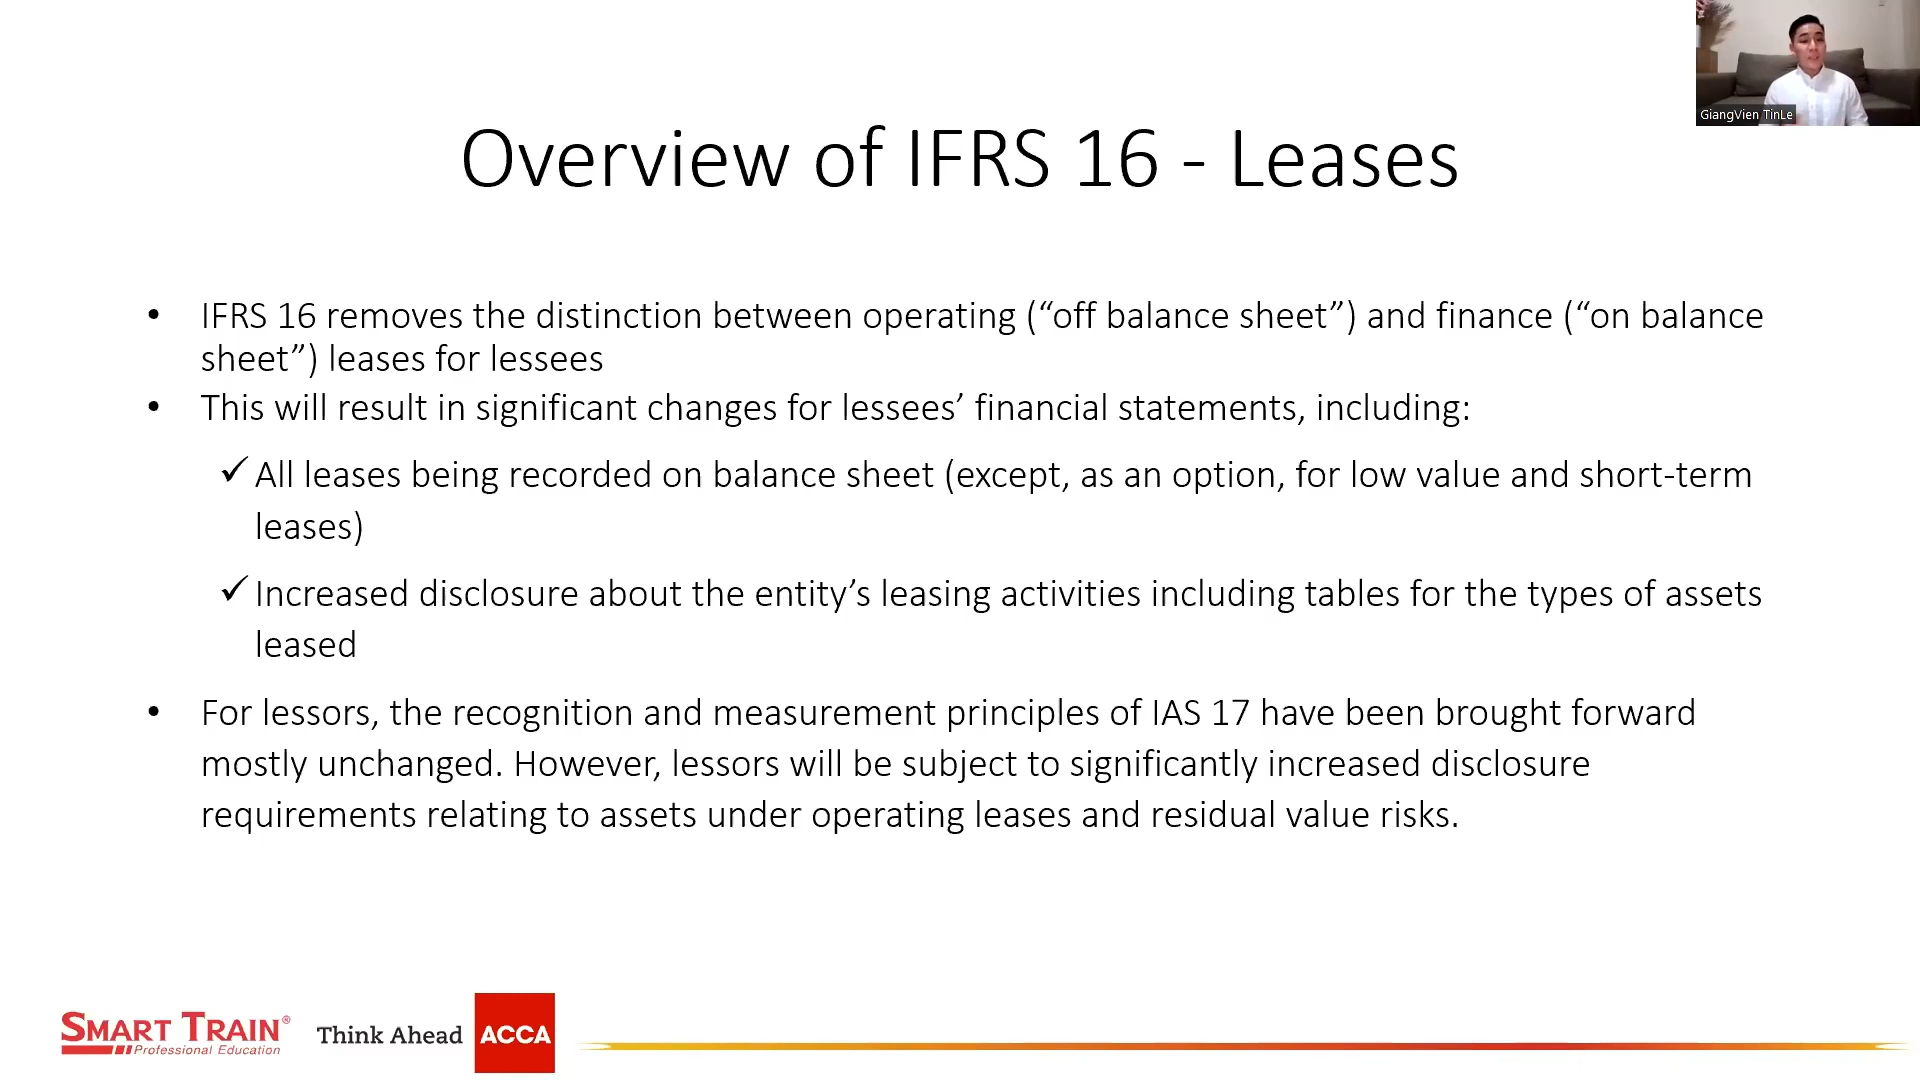 GiangVien TinLe
Overview of IFRS 16 - Leases
• IFRS 16 removes the distinction between operating (“off balance sheet”) and finance (“on balance
sheet”) leases for lessees
• This will result in significant changes for lessees’ financial statements, including:
✓ All leases being recorded on balance sheet (except, as an option, for low value and short-term
leases)
✓ Increased disclosure about the entity’s leasing activities including tables for the types of assets
leased
• For lessors, the recognition and measurement principles of IAS 17 have been brought forward
mostly unchanged. However, lessors will be subject to significantly increased disclosure
requirements relating to assets under operating leases and residual value risks.
SMART TRAIN®
Professional Education
Think Ahead
ACCA